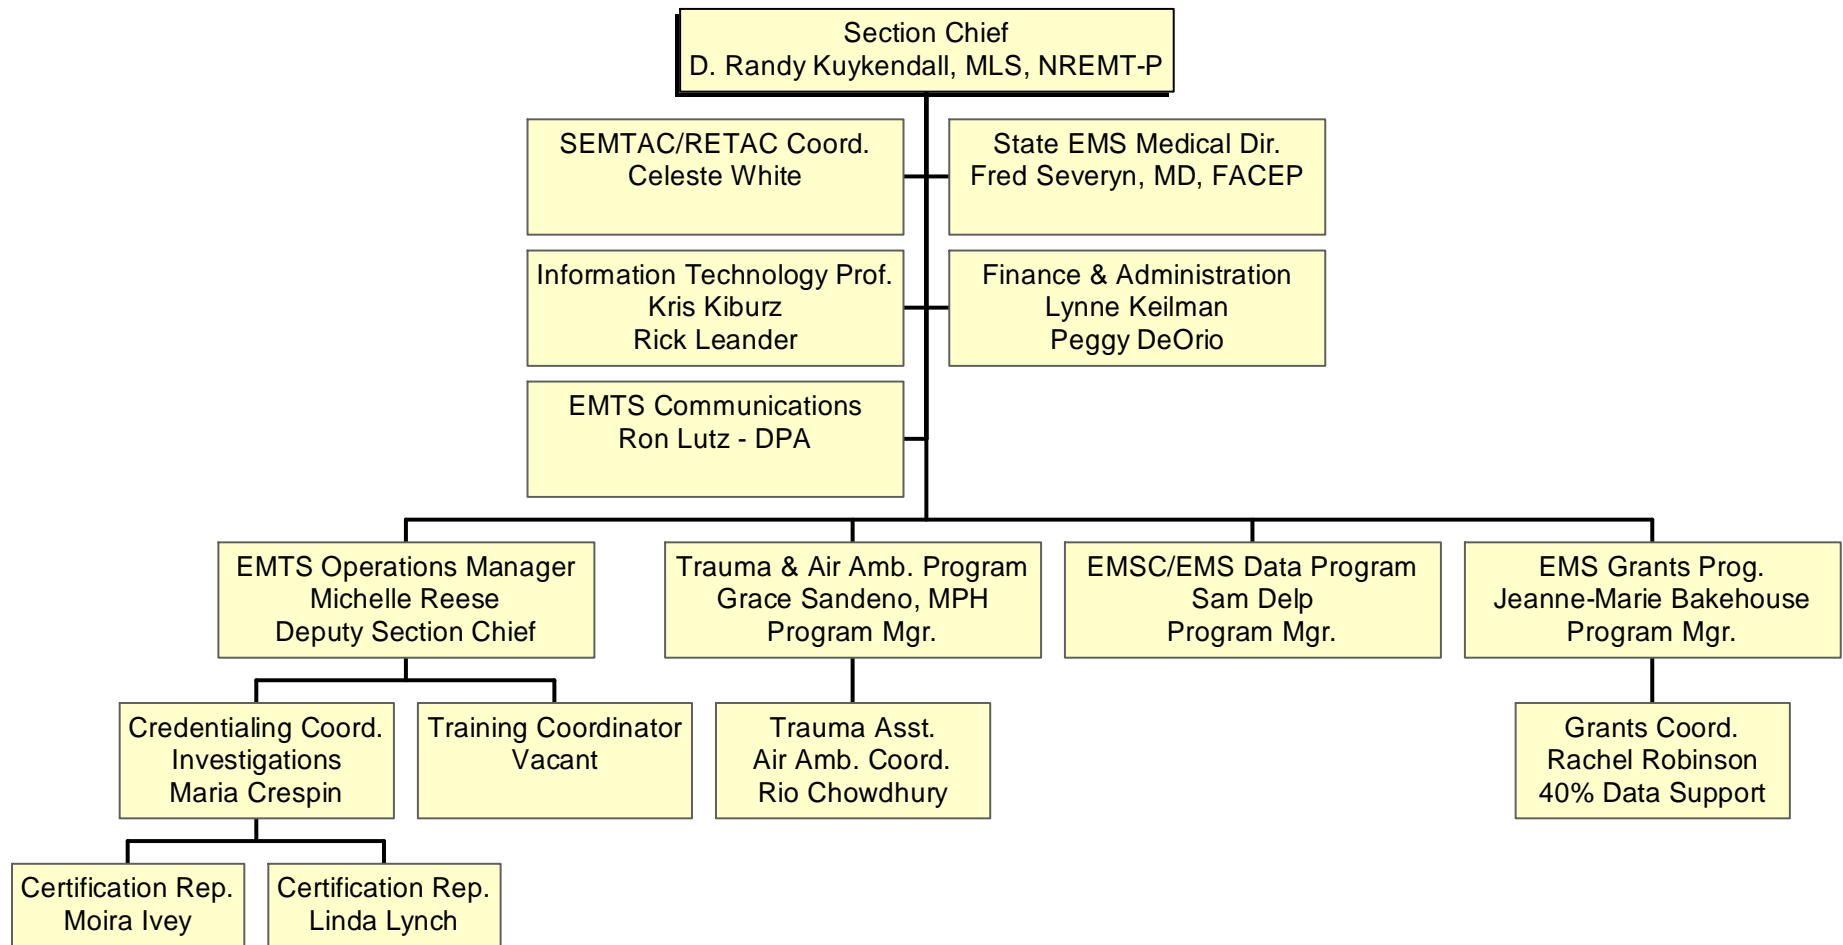 Section Chief
D. Randy Kuykendall, MLS, NREMT-P
SEMTAC/RETAC Coord.
Celeste White
State EMS Medical Dir.
Fred Severyn, MD, FACEP
Information Technology Prof.
Kris Kiburz
Rick Leander
Finance & Administration
Lynne Keilman
Peggy DeOrio
EMTS Communications
Ron Lutz - DPA
EMTS Operations Manager
Michelle Reese
Deputy Section Chief
Trauma & Air Amb. Program
Grace Sandeno, MPH
Program Mgr.
EMSC/EMS Data Program
Sam Delp
Program Mgr.
EMS Grants Prog.
Jeanne-Marie Bakehouse
Program Mgr.
Credentialing Coord.
Investigations
Maria Crespin
Training Coordinator
Vacant
Trauma Asst.
Air Amb. Coord.
Rio Chowdhury
Grants Coord.
Rachel Robinson
40% Data Support
Certification Rep.
Moira Ivey
Certification Rep.
Linda Lynch